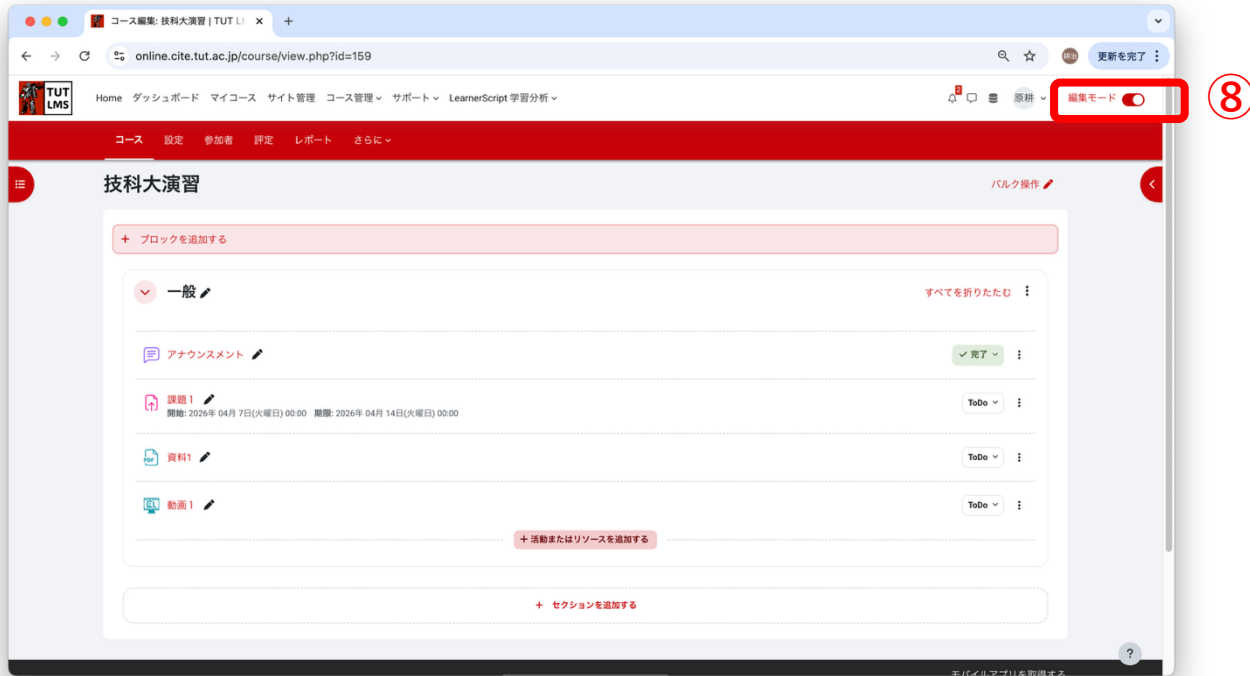 コース編集: 技科大演習 | TUT L
online.cite.tut.ac.jp/course/view.php?id=159
耕治
更新を完了
TUT LMS
Home ダッシュボード マイコース サイト管理 コース管理 サポート LearnerScript 学習分析
2
原耕
編集モード
⑧
コース 設定 参加者 評定 レポート さらに
技科大演習
バルク操作
+ ブロックを追加する
一般
すべてを折りたたむ
アナウンスメント
完了
課題1
ToDo
開始: 2026年 04月 7日(火曜日) 00:00 期限: 2026年 04月 14日(火曜日) 00:00
PDF
資料1
ToDo
動画1
ToDo
+ 活動またはリソースを追加する
+ セクションを追加する
?
モバイルアプリを取得する